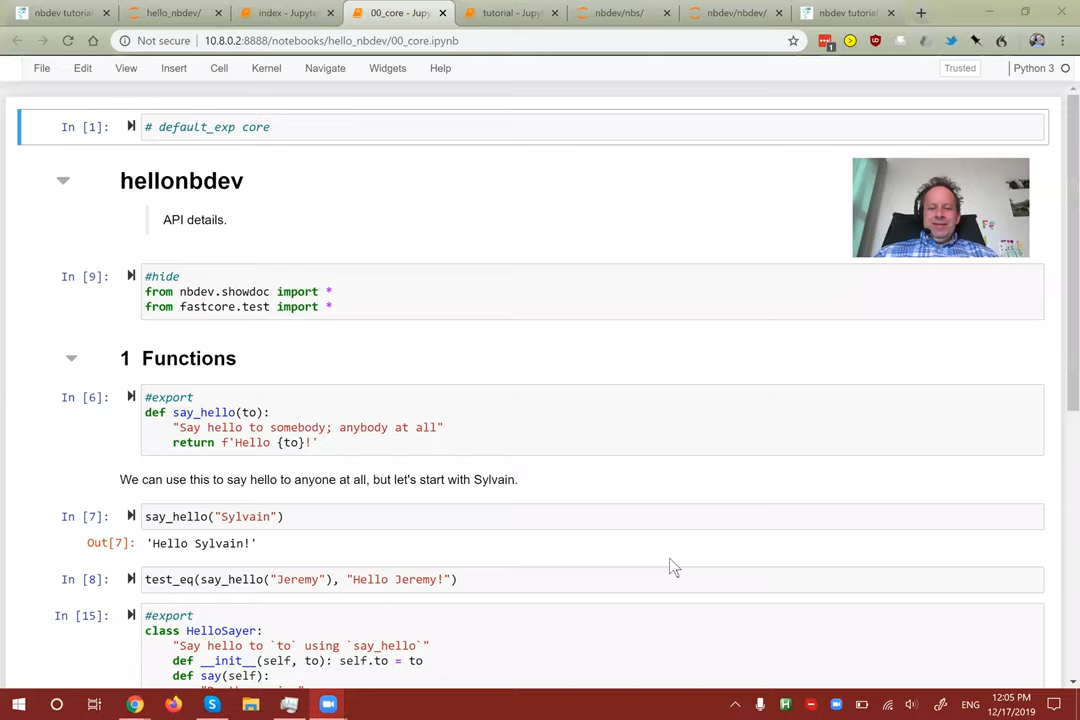 nbdev tutorial
hello_nbdev/
index - Jupyte
00_core - Jupy
tutorial - Jupyt
nbdev/nbs/
nbdev/nbdev/
nbdev tutorial
Not secure 10.8.0.2:8888/notebooks/hello_nbdev/00_core.ipynb
1
File Edit View Insert Cell Kernel Navigate Widgets Help
Trusted
Python 3
In [1]: # default_exp core
hellonbdev
API details.
In [9]: #hide
from nbdev.showdoc import *
from fastcore.test import *
1 Functions
In [6]: #export
def say_hello(to):
"Say hello to somebody; anybody at all"
return f'Hello {to}!'
We can use this to say hello to anyone at all, but let's start with Sylvain.
In [7]: say_hello("Sylvain")
Out[7]: 'Hello Sylvain!'
In [8]: test_eq(say_hello("Jeremy"), "Hello Jeremy!")
In [15]: #export
class HelloSayer:
"Say hello to `to` using `say_hello`"
def __init__(self, to): self.to = to
def say(self):
ENG
12:05 PM
12/17/2019